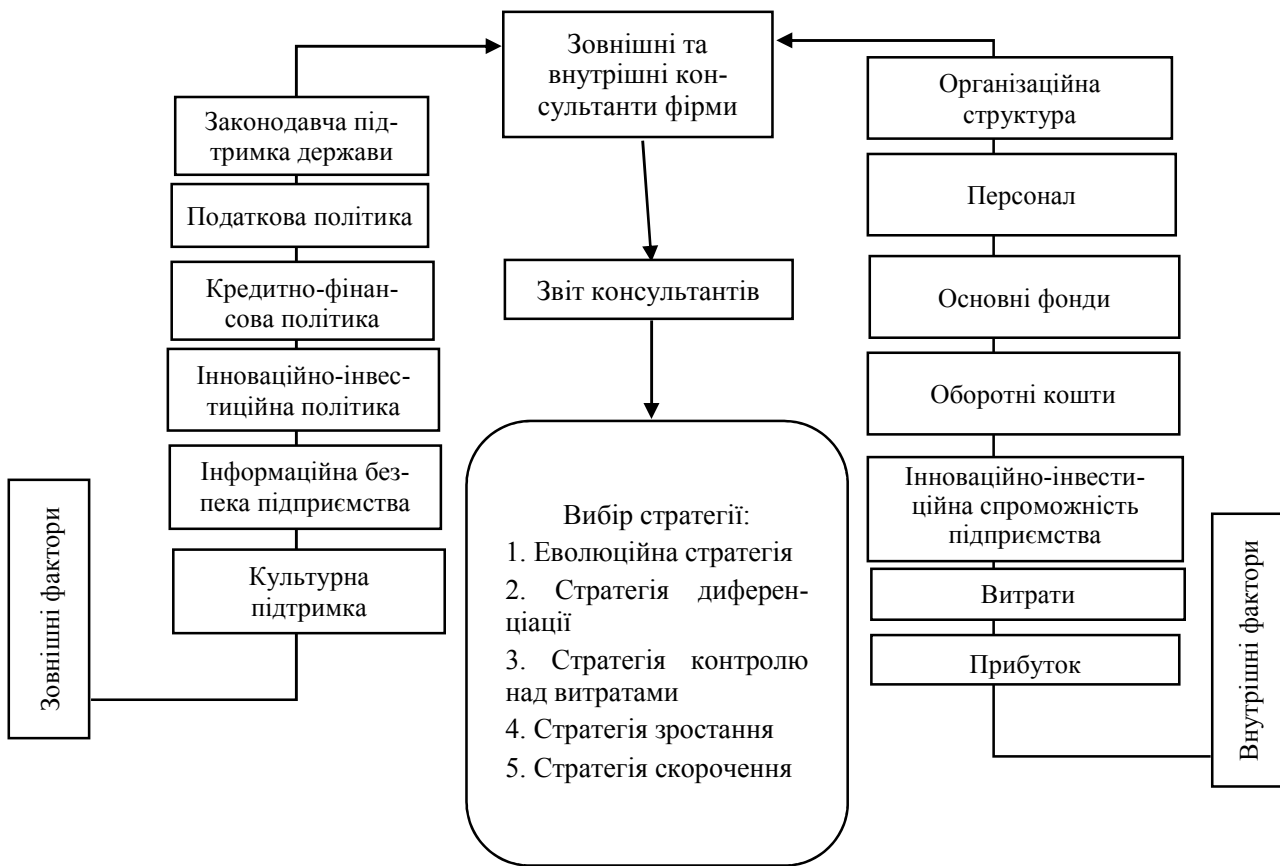 Зовнішні та
внутрішні кон-
сультанти фірми
Законодавча під-
тримка держави
Податкова політика
Кредитно-фінан-
сова політика
Інноваційно-інвес-
тиційна політика
Інформаційна без-
пека підприємства
Культурна
підтримка
Зовнішні фактори
Звіт консультантів
Вибір стратегії:
1. Еволюційна стратегія
2. Стратегія диферен-
ціації
3. Стратегія контролю
над витратами
4. Стратегія зростання
5. Стратегія скорочення
Організаційна
структура
Персонал
Основні фонди
Оборотні кошти
Інноваційно-інвести-
ційна спроможність
підприємства
Витрати
Прибуток
Внутрішні фактори